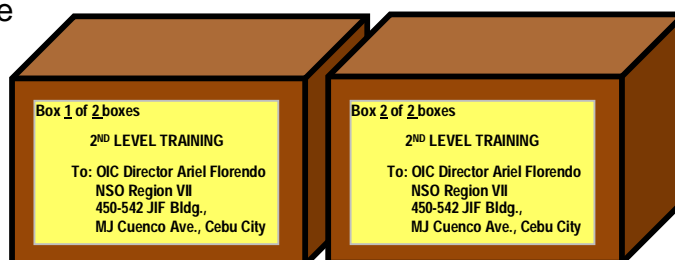 e
Box 1 of 2 boxes
2ND LEVEL TRAINING
To: OIC Director Ariel Florendo
NSO Region VII
450-542 JIF Bldg.,
MJ Cuenco Ave., Cebu City
Box 2 of 2 boxes
2ND LEVEL TRAINING
To: OIC Director Ariel Florendo
NSO Region VII
450-542 JIF Bldg.,
MJ Cuenco Ave., Cebu City